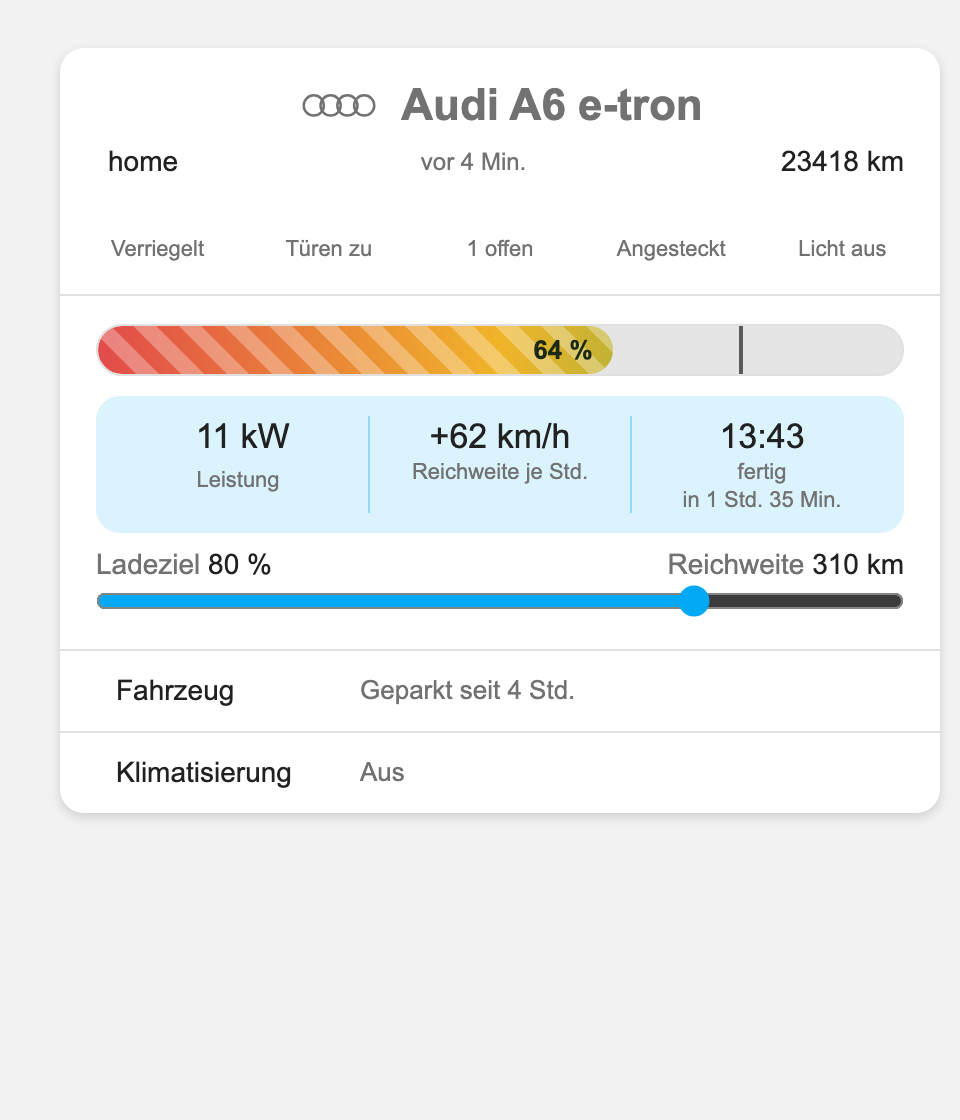 Audi A6 e-tron
home vor 4 Min. 23418 km
Verriegelt Türen zu 1 offen Angesteckt Licht aus
64 %
11 kW +62 km/h 13:43
Leistung Reichweite je Std. fertig
in 1 Std. 35 Min.
Ladeziel 80 % Reichweite 310 km
Fahrzeug Geparkt seit 4 Std.
Klimatisierung Aus